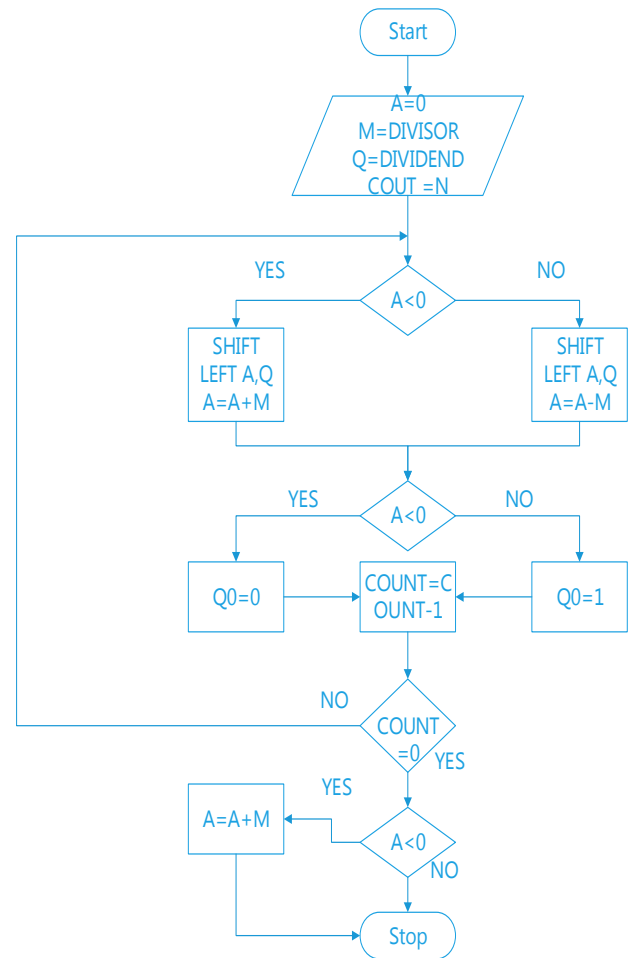 Start
A=0
M=DIVISOR
Q=DIVIDEND
COUT =N
YES
NO
A<0
SHIFT
LEFT A,Q
A=A+M
SHIFT
LEFT A,Q
A=A-M
YES
NO
A<0
Q0=0
COUNT=C
OUNT-1
Q0=1
NO
COUNT
=0
YES
YES
A=A+M
A<0
NO
Stop